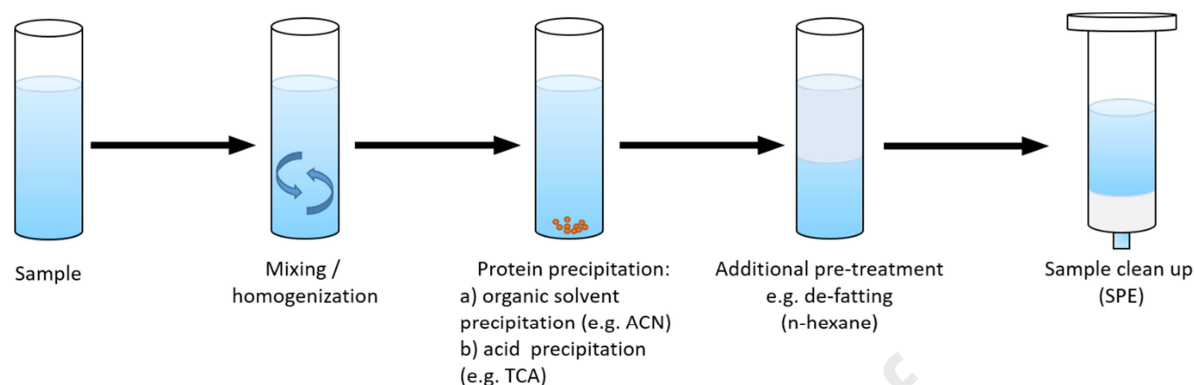 Sample
Mixing /
homogenization
Protein precipitation:
a) organic solvent
precipitation (e.g. ACN)
b) acid  precipitation
(e.g. TCA)
Additional pre-treatment
e.g. de-fatting
(n-hexane)
Sample clean up
(SPE)